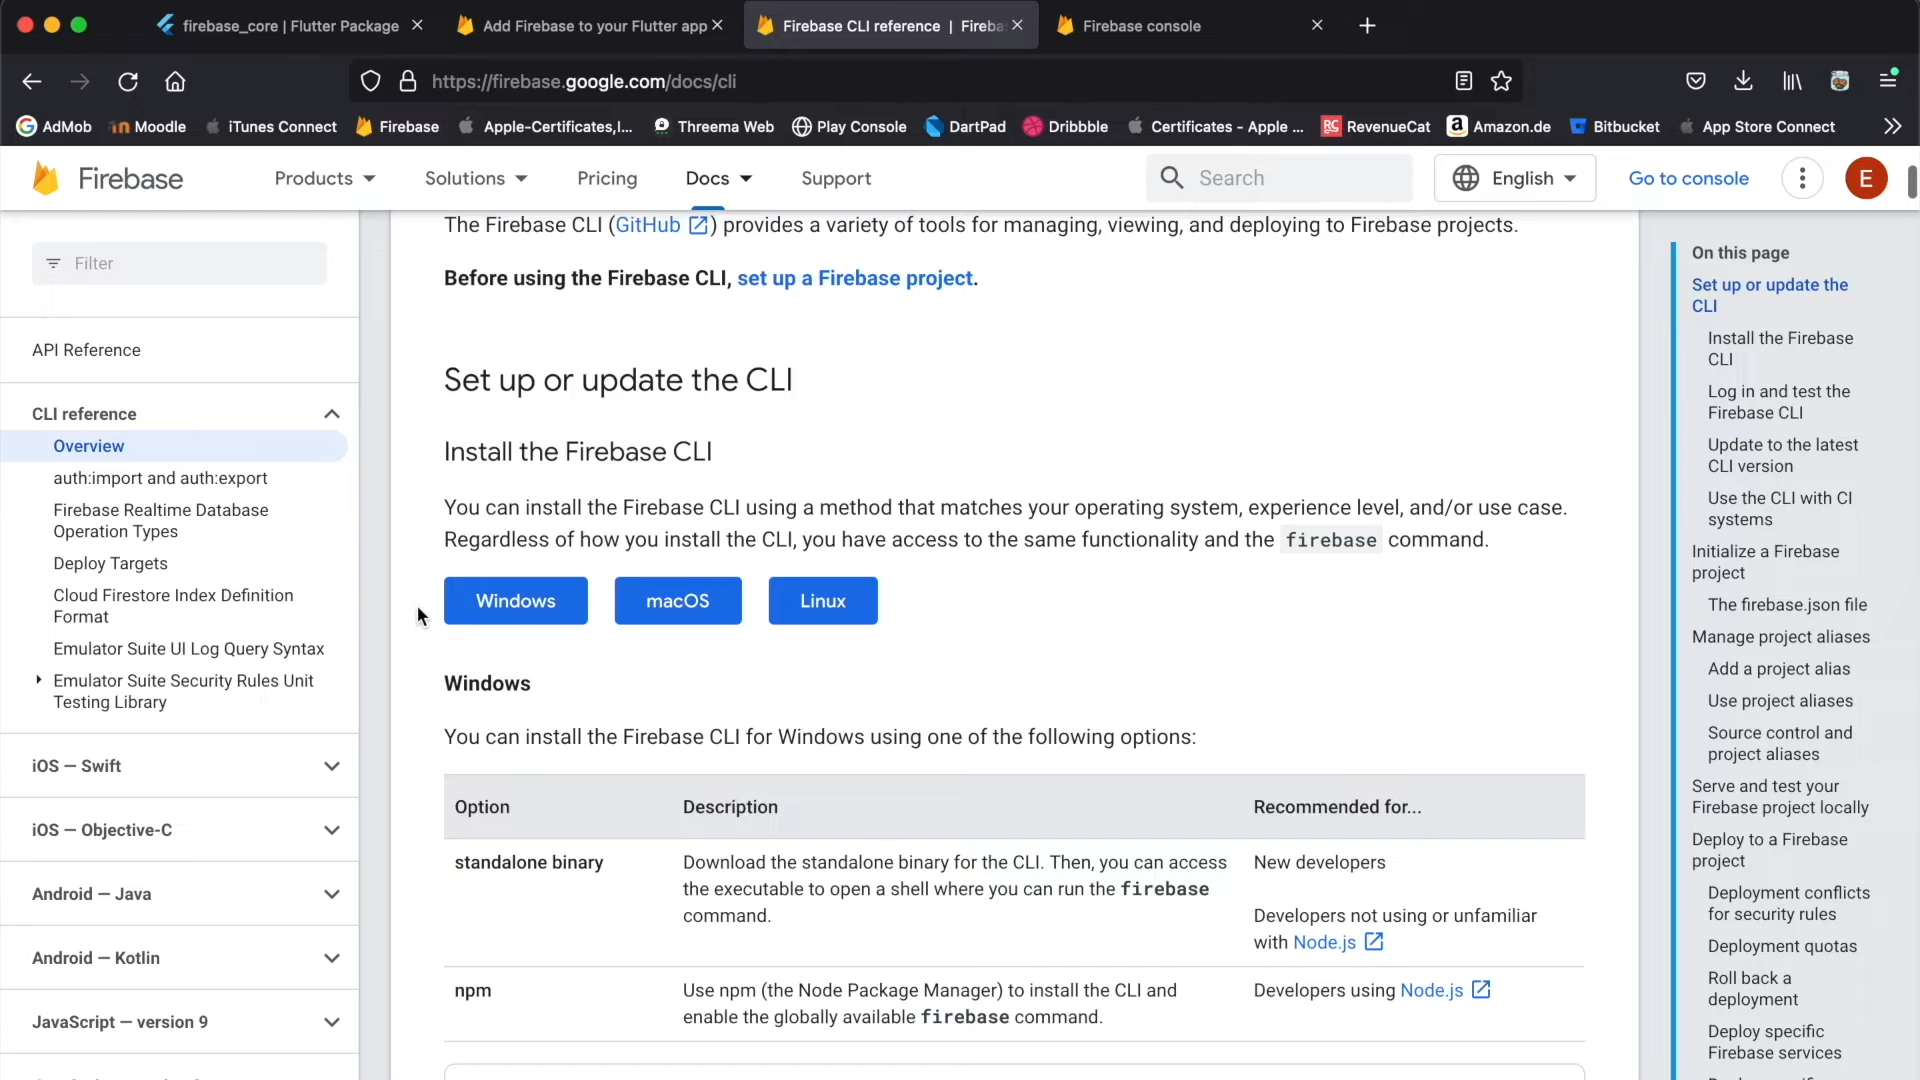 firebase_core | Flutter Package
Add Firebase to your Flutter app
Firebase CLI reference | Fireba
Firebase console
https://firebase.google.com/docs/cli
AdMob
Moodle
iTunes Connect
Firebase
Apple-Certificates,I...
Threema Web
Play Console
DartPad
Dribbble
Certificates - Apple ...
RC RevenueCat
Amazon.de
Bitbucket
App Store Connect
Firebase
Products
Solutions
Pricing
Docs
Support
Search
English
Go to console
E
Filter
API Reference
CLI reference
Overview
auth:import and auth:export
Firebase Realtime Database
Operation Types
Deploy Targets
Cloud Firestore Index Definition
Format
Emulator Suite UI Log Query Syntax
Emulator Suite Security Rules Unit
Testing Library
iOS — Swift
iOS — Objective-C
Android — Java
Android — Kotlin
JavaScript — version 9
The Firebase CLI (GitHub) provides a variety of tools for managing, viewing, and deploying to Firebase projects.
Before using the Firebase CLI, set up a Firebase project.
Set up or update the CLI
Install the Firebase CLI
You can install the Firebase CLI using a method that matches your operating system, experience level, and/or use case.
Regardless of how you install the CLI, you have access to the same functionality and the firebase command.
Windows
macOS
Linux
Windows
You can install the Firebase CLI for Windows using one of the following options:
Option Description Recommended for...
standalone binary
Download the standalone binary for the CLI. Then, you can access
the executable to open a shell where you can run the firebase
command.
New developers
Developers not using or unfamiliar
with Node.js
npm
Use npm (the Node Package Manager) to install the CLI and
enable the globally available firebase command.
Developers using Node.js
On this page
Set up or update the
CLI
Install the Firebase
CLI
Log in and test the
Firebase CLI
Update to the latest
CLI version
Use the CLI with CI
systems
Initialize a Firebase
project
The firebase.json file
Manage project aliases
Add a project alias
Use project aliases
Source control and
project aliases
Serve and test your
Firebase project locally
Deploy to a Firebase
project
Deployment conflicts
for security rules
Deployment quotas
Roll back a
deployment
Deploy specific
Firebase services